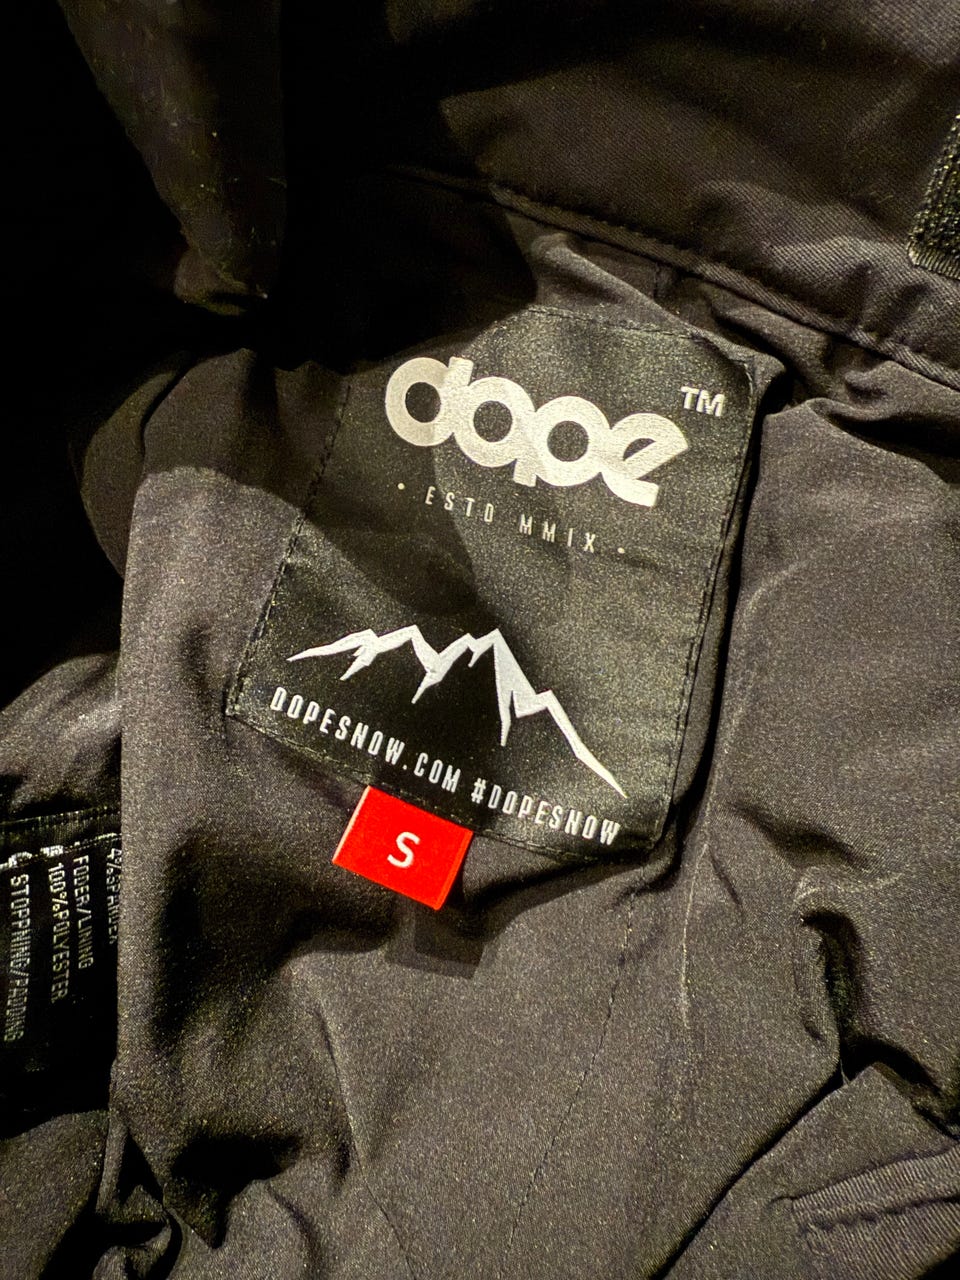 dope ™
• ESTD MMIX •
DOPESNOW.COM #DOPESNOW
S
FODER/LINING
100%POLYESTER
STOPPNING/PADDING